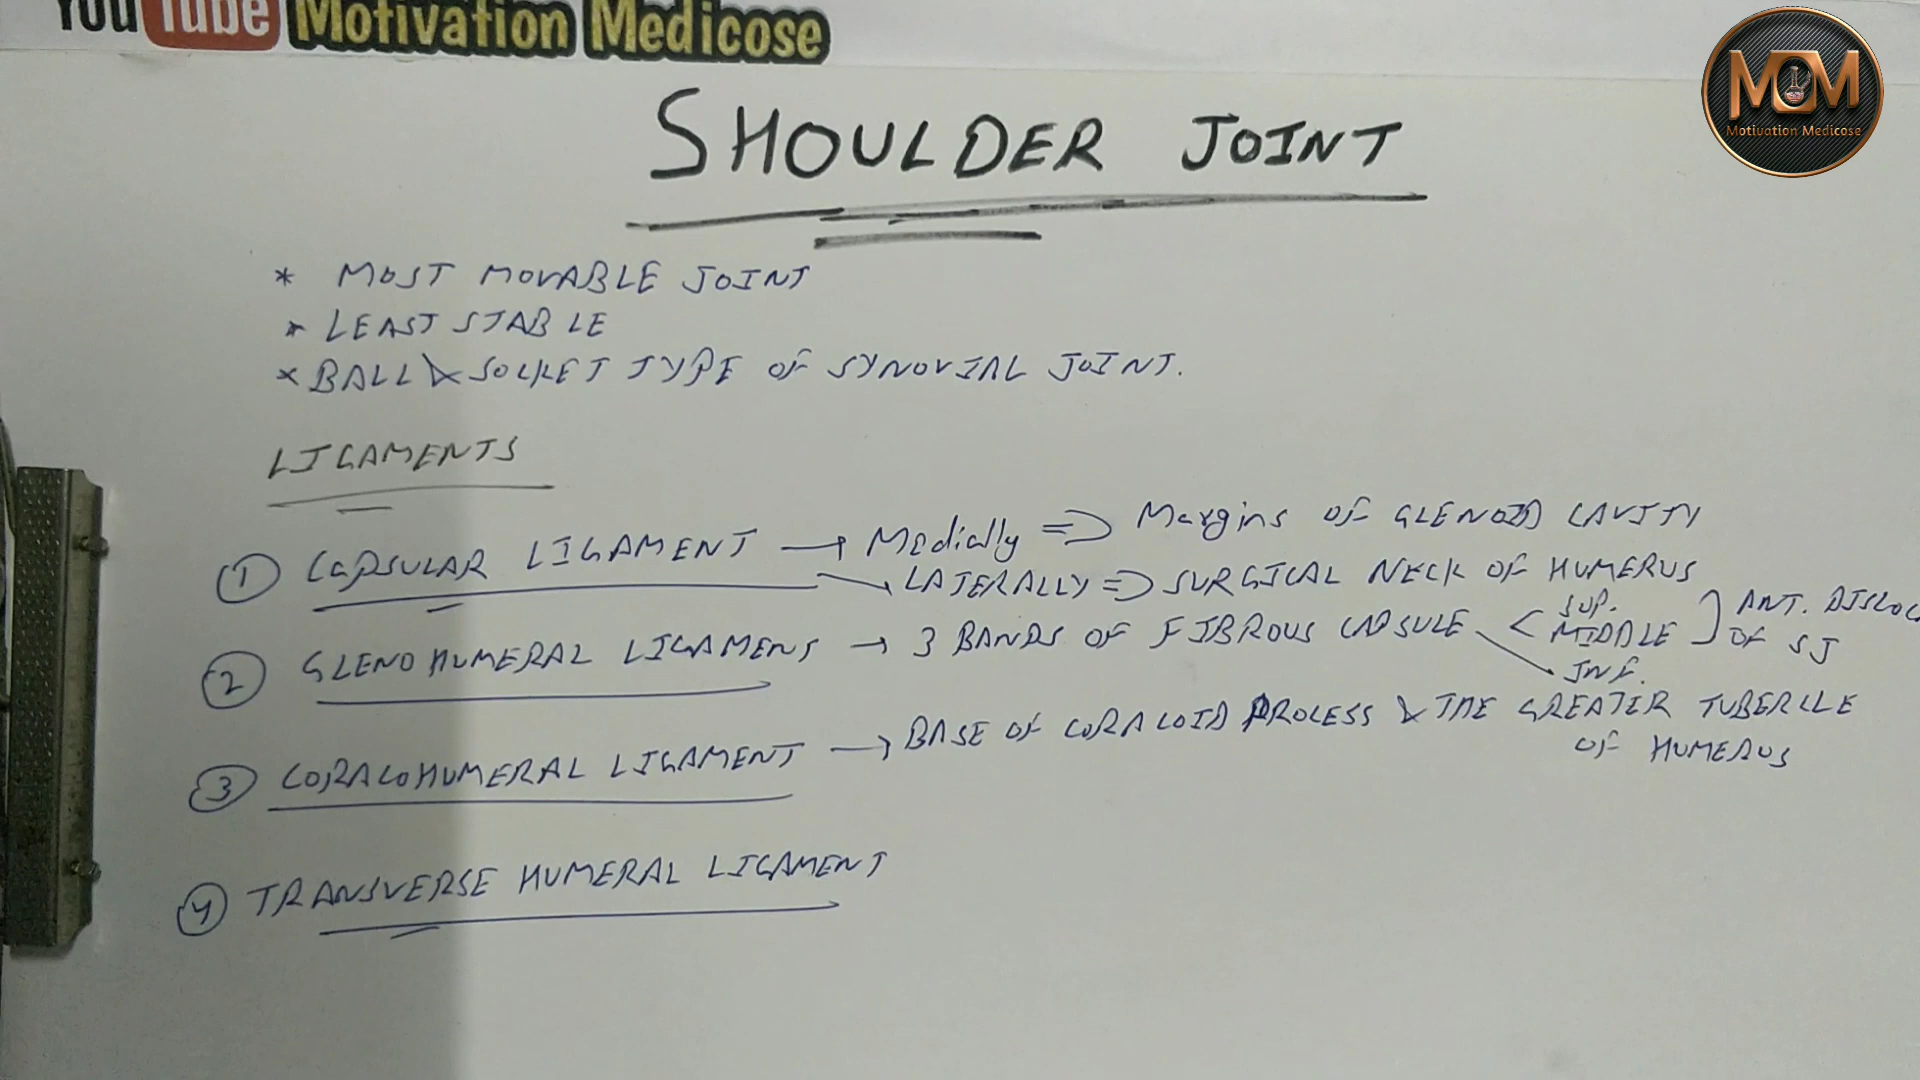 YouTube Motivation Medicose
MOM
Motivation Medicose
SHOULDER JOINT
* MOST MOVABLE JOINT
* LEAST STABLE
* BALL & SOCKET TYPE OF SYNOVIAL JOINT.
LIGAMENTS
① CAPSULAR LIGAMENT → Medially ⇒ Margins OF GLENOID CAVITY
→ LATERALLY ⇒ SURGICAL NECK OF HUMERUS
② GLENOHUMERAL LIGAMENTS → 3 BANDS OF FIBROUS CAPSULE
SUP.
MIDDLE
INF.
ANT. DISLOC
OF SJ
③ CORACOHUMERAL LIGAMENT → BASE OF CORACOID PROCESS & THE GREATER TUBERCLE
OF HUMERUS
④ TRANSVERSE HUMERAL LIGAMENT